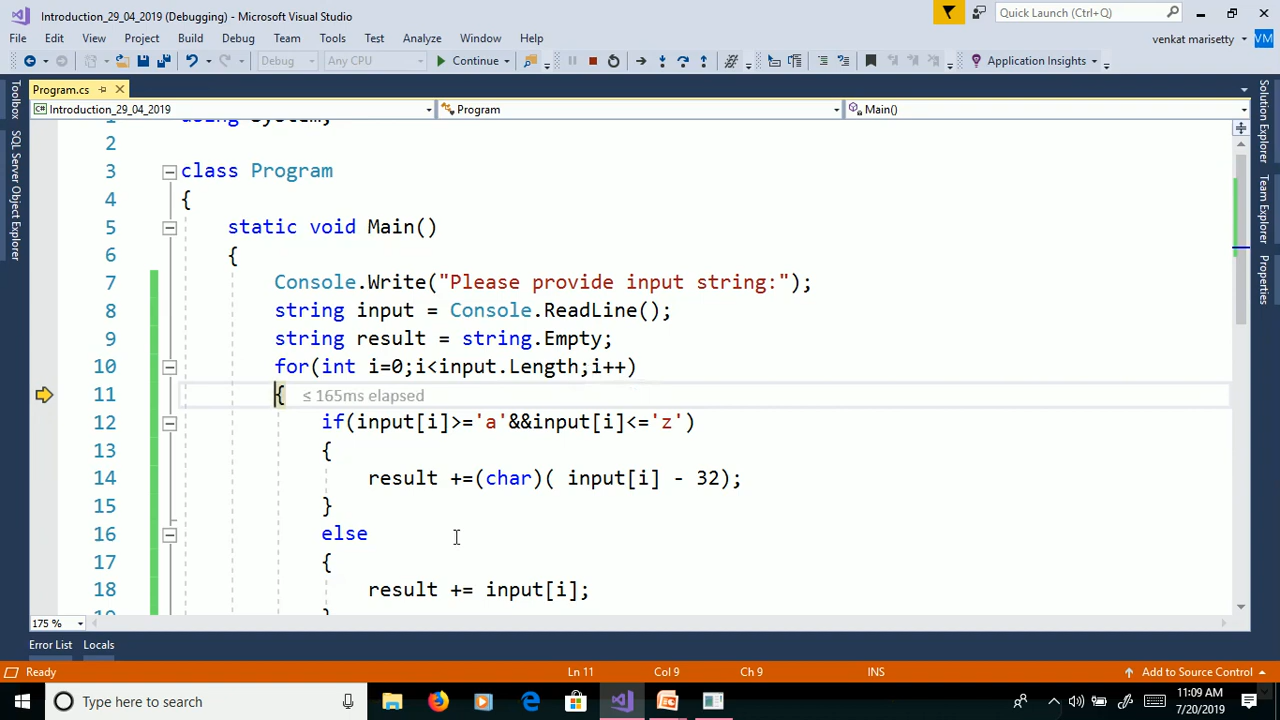 Introduction_29_04_2019 (Debugging) - Microsoft Visual Studio
Quick Launch (Ctrl+Q)
File Edit View Project Build Debug Team Tools Test Analyze Window Help
venkat marisetty VM
Debug Any CPU Continue Application Insights
Program.cs
Introduction_29_04_2019 Program Main()
Toolbox
SQL Server Object Explorer
Solution Explorer
Team Explorer
Properties
1 using System;
2
3 class Program
4 {
5 static void Main()
6 {
7 Console.Write("Please provide input string:");
8 string input = Console.ReadLine();
9 string result = string.Empty;
10 for(int i=0;i<input.Length;i++)
11 { ≤ 165ms elapsed
12 if(input[i]>='a'&&input[i]<='z')
13 {
14 result +=(char)( input[i] - 32);
15 }
16 else
17 {
18 result += input[i];
19 }
175 %
Error List Locals
Ready Ln 11 Col 9 Ch 9 INS Add to Source Control
Type here to search
11:09 AM
7/20/2019